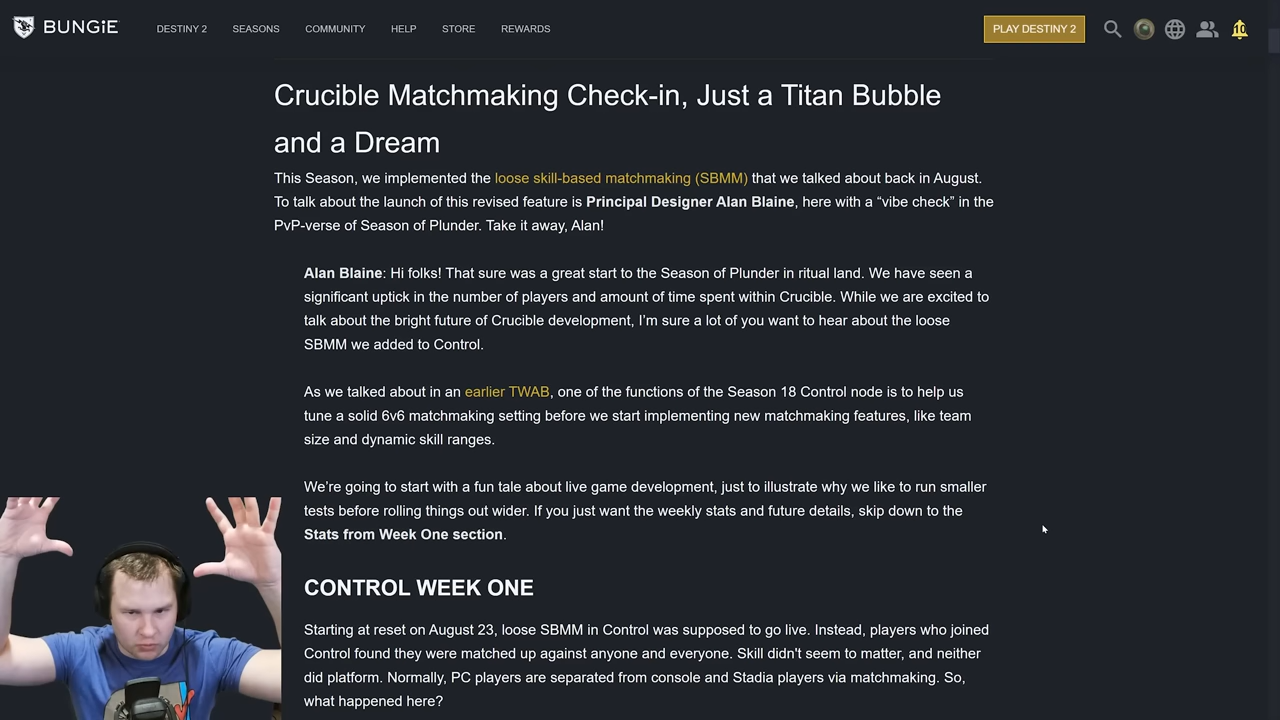 BUNGiE DESTINY 2 SEASONS COMMUNITY HELP STORE REWARDS PLAY DESTINY 2 10
Crucible Matchmaking Check-in, Just a Titan Bubble
and a Dream
This Season, we implemented the loose skill-based matchmaking (SBMM) that we talked about back in August.
To talk about the launch of this revised feature is Principal Designer Alan Blaine, here with a “vibe check” in the
PvP-verse of Season of Plunder. Take it away, Alan!
Alan Blaine: Hi folks! That sure was a great start to the Season of Plunder in ritual land. We have seen a
significant uptick in the number of players and amount of time spent within Crucible. While we are excited to
talk about the bright future of Crucible development, I’m sure a lot of you want to hear about the loose
SBMM we added to Control.
As we talked about in an earlier TWAB, one of the functions of the Season 18 Control node is to help us
tune a solid 6v6 matchmaking setting before we start implementing new matchmaking features, like team
size and dynamic skill ranges.
We’re going to start with a fun tale about live game development, just to illustrate why we like to run smaller
tests before rolling things out wider. If you just want the weekly stats and future details, skip down to the
Stats from Week One section.
CONTROL WEEK ONE
Starting at reset on August 23, loose SBMM in Control was supposed to go live. Instead, players who joined
Control found they were matched up against anyone and everyone. Skill didn't seem to matter, and neither
did platform. Normally, PC players are separated from console and Stadia players via matchmaking. So,
what happened here?